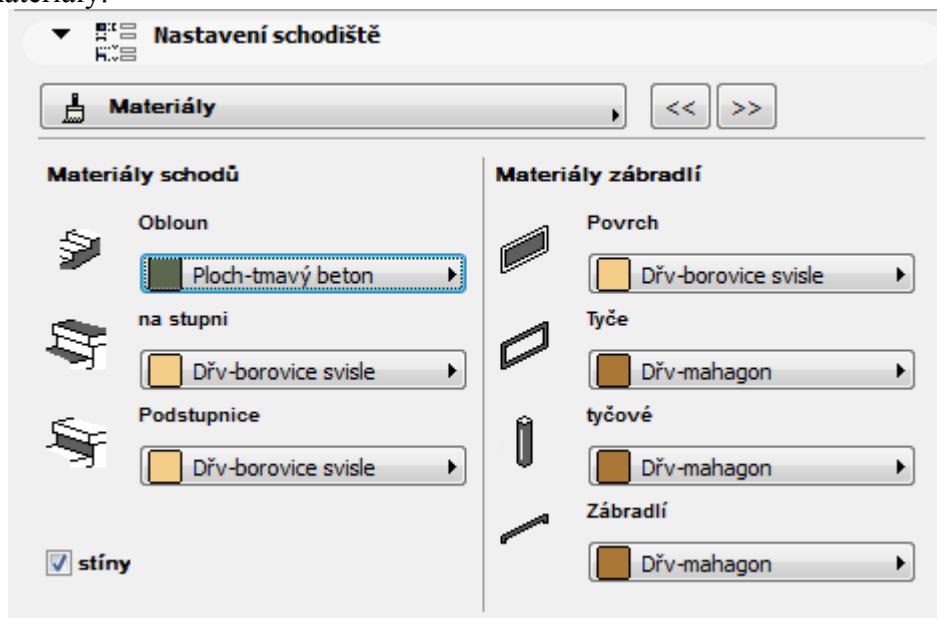 materiály.
Nastavení schodiště
Materiály
<< >>
Materiály schodů
Obloun
Ploch-tmavý beton
na stupni
Dřv-borovice svisle
Podstupnice
Dřv-borovice svisle
stíny
Materiály zábradlí
Povrch
Dřv-borovice svisle
Tyče
Dřv-mahagon
tyčové
Dřv-mahagon
Zábradlí
Dřv-mahagon